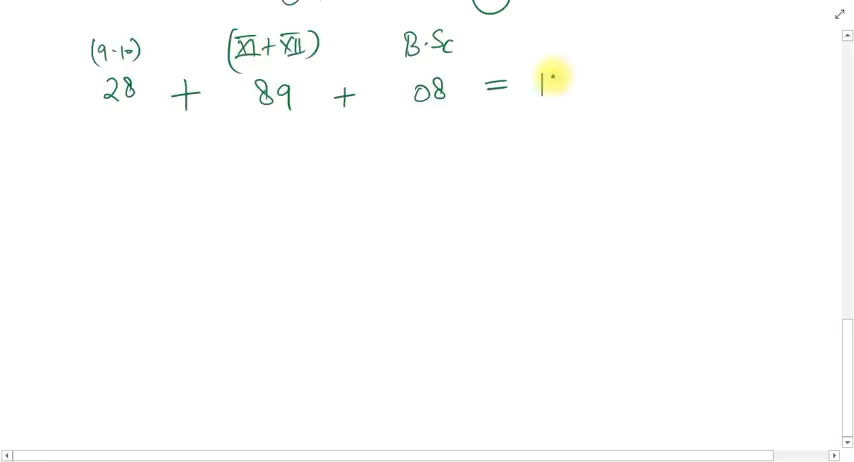 (9-10) (XI + XII) B.Sc
28 + 89 + 08 = 1